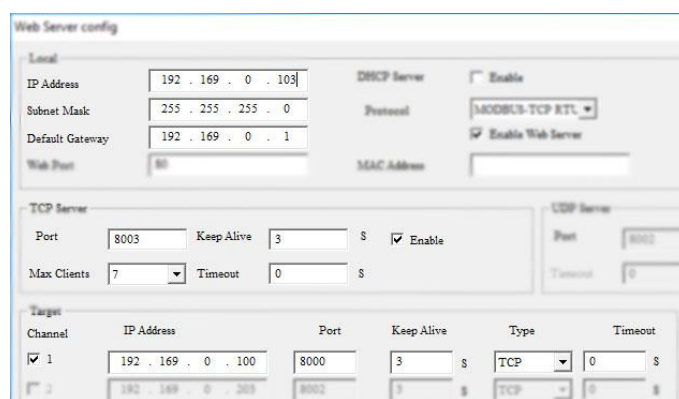 Web Server config
Local
IP Address 192 . 169 . 0 . 103 DHCP Server Enable
Subnet Mask 255 . 255 . 255 . 0 Protocol MODBUS-TCP RTU
Default Gateway 192 . 169 . 0 . 1 Enable Web Server
Web Port 80 MAC Address
TCP Server UDP Server
Port 8003 Keep Alive 3 S Enable Port 8002
Max Clients 7 Timeout 0 S Timeout 0
Target
Channel IP Address Port Keep Alive Type Timeout
1 192 . 169 . 0 . 100 8000 3 S TCP 0 S
2 192 . 169 . 0 . 203 8002 3 S TCP 0 S